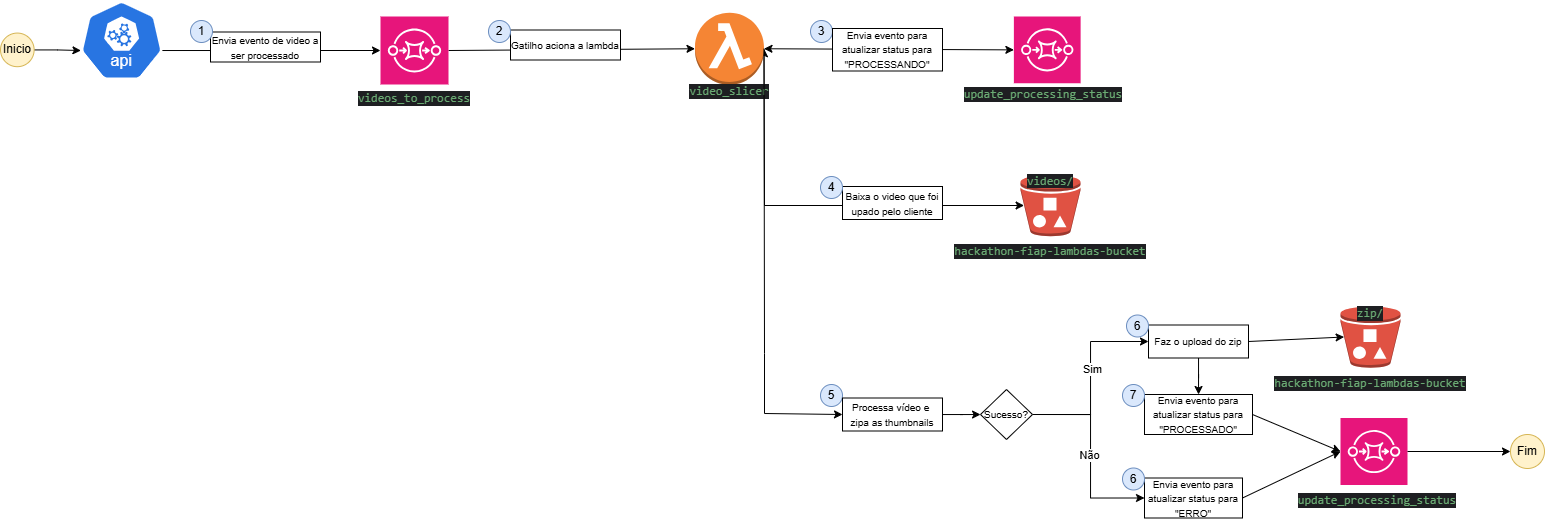 Inicio
api
1
Envia evento de video a
ser processado
videos_to_process
2
Gatilho aciona a lambda
video_slicer
3
Envia evento para
atualizar status para
"PROCESSANDO"
update_processing_status
4
Baixa o video que foi
upado pelo cliente
videos/
hackathon-fiap-lambdas-bucket
5
Processa vídeo e
zipa as thumbnails
Sucesso?
Sim
6
Faz o upload do zip
zip/
hackathon-fiap-lambdas-bucket
7
Envia evento para
atualizar status para
"PROCESSADO"
Não
6
Envia evento para
atualizar status para
"ERRO"
update_processing_status
Fim